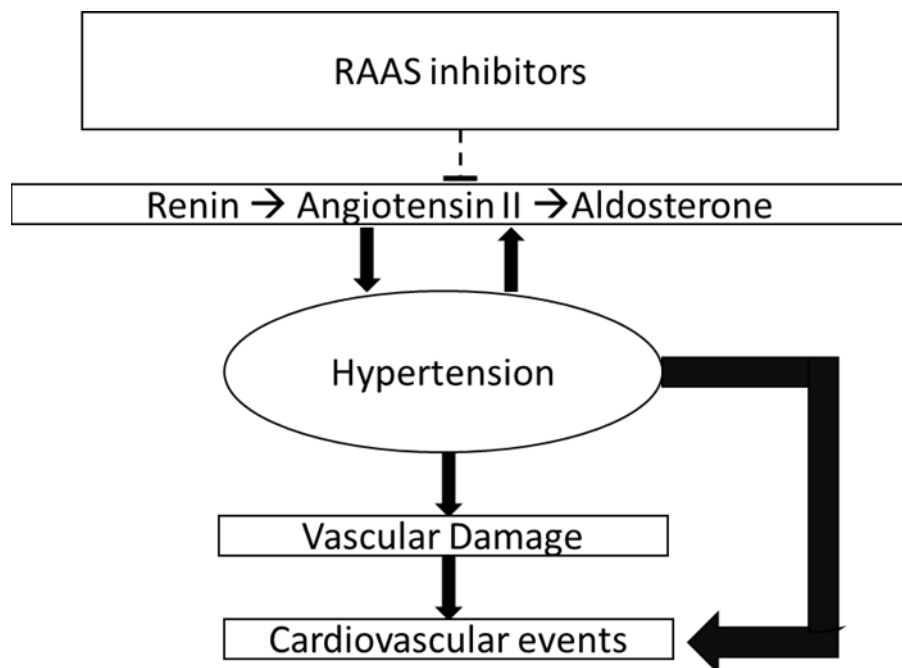 RAAS inhibitors
Renin → Angiotensin II →Aldosterone
Hypertension
Vascular Damage
Cardiovascular events